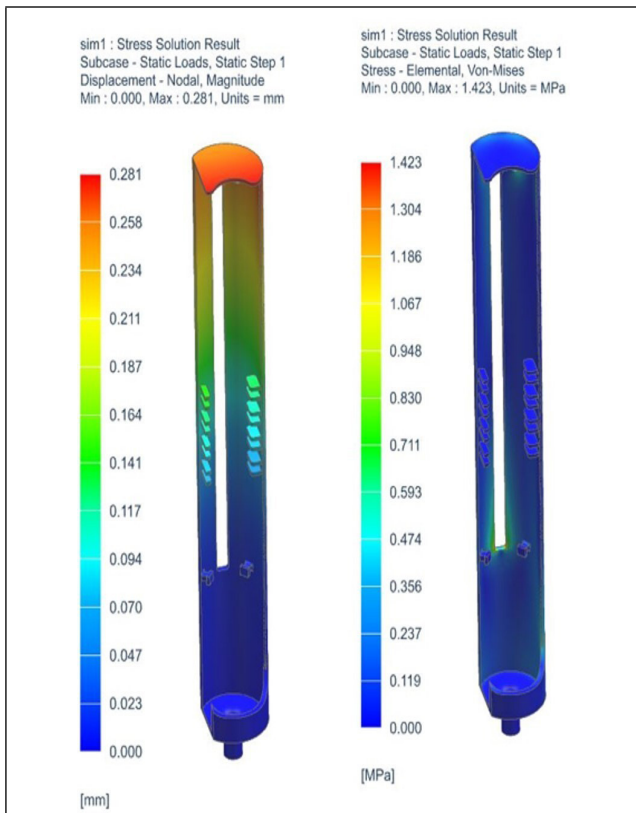 sim1 : Stress Solution Result
Subcase - Static Loads, Static Step 1
Displacement - Nodal, Magnitude
Min : 0.000, Max : 0.281, Units = mm
0.281
0.258
0.234
0.211
0.187
0.164
0.141
0.117
0.094
0.070
0.047
0.023
0.000
[mm]
sim1 : Stress Solution Result
Subcase - Static Loads, Static Step 1
Stress - Elemental, Von-Mises
Min : 0.000, Max : 1.423, Units = MPa
1.423
1.304
1.186
1.067
0.948
0.830
0.711
0.593
0.474
0.356
0.237
0.119
0.000
[MPa]